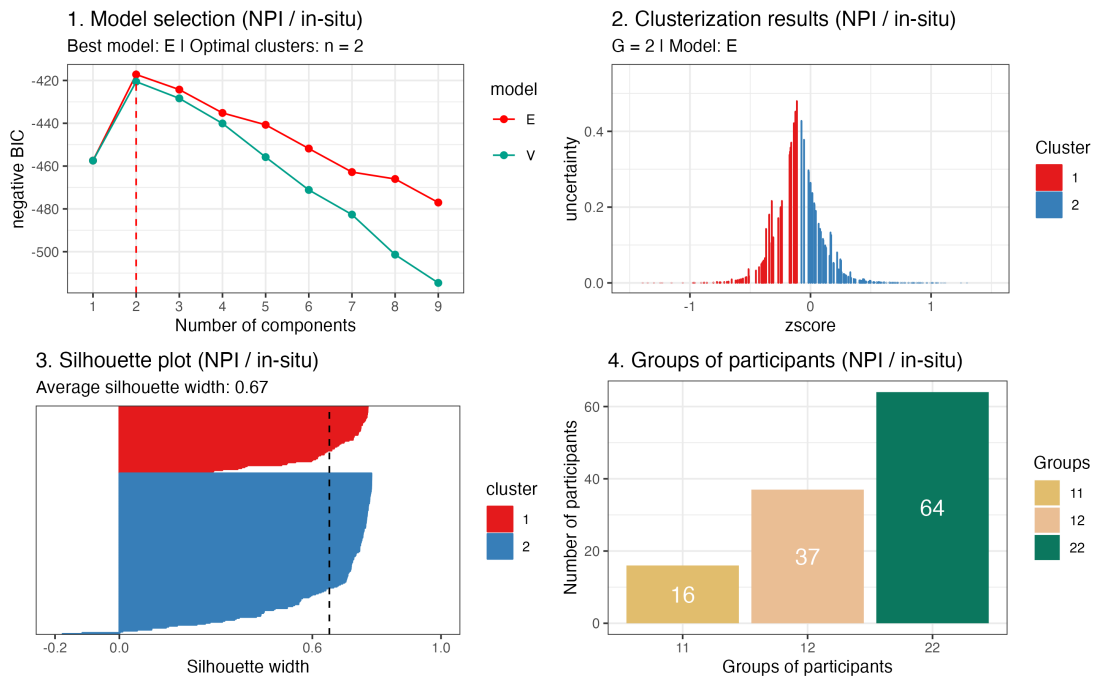 1. Model selection (NPI / in-situ)
Best model: E | Optimal clusters: n = 2
-420
-440
-460
-480
-500
negative BIC
1 2 3 4 5 6 7 8 9
Number of components
model
E
V
2. Clusterization results (NPI / in-situ)
G = 2 | Model: E
0.4
0.2
0.0
uncertainty
-1 0 1
zscore
Cluster
1
2
3. Silhouette plot (NPI / in-situ)
Average silhouette width: 0.67
-0.2 0.0 0.6 1.0
Silhouette width
cluster
1
2
4. Groups of participants (NPI / in-situ)
60
40
20
0
Number of participants
16
37
64
11 12 22
Groups of participants
Groups
11
12
22